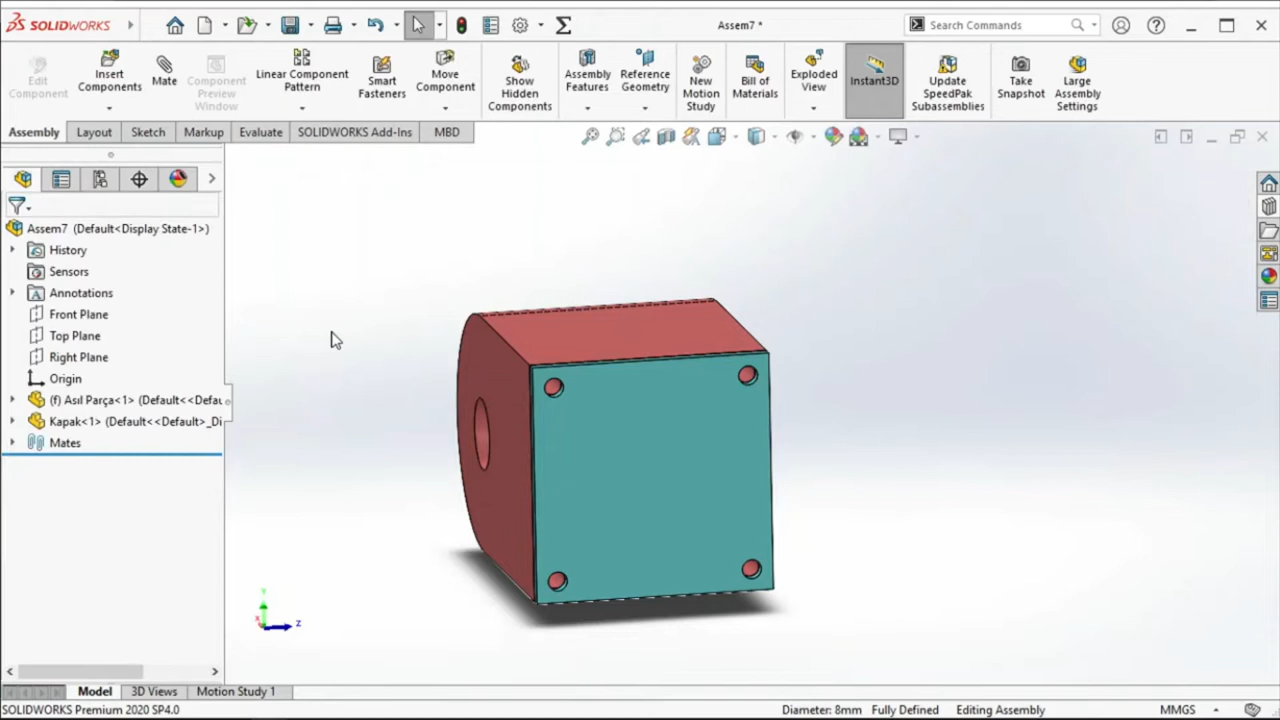 SOLIDWORKS
Assem7 *
Search Commands
Edit Component
Insert Components
Mate
Component Preview Window
Linear Component Pattern
Smart Fasteners
Move Component
Show Hidden Components
Assembly Features
Reference Geometry
New Motion Study
Bill of Materials
Exploded View
Instant3D
Update SpeedPak Subassemblies
Take Snapshot
Large Assembly Settings
Assembly
Layout
Sketch
Markup
Evaluate
SOLIDWORKS Add-Ins
MBD
Assem7 (Default<Display State-1>)
History
Sensors
Annotations
Front Plane
Top Plane
Right Plane
Origin
(f) Asıl Parça<1> (Default<<Defau
Kapak<1> (Default<<Default>_Di
Mates
Y
X
Z
Model
3D Views
Motion Study 1
SOLIDWORKS Premium 2020 SP4.0
Diameter: 8mm
Fully Defined
Editing Assembly
MMGS